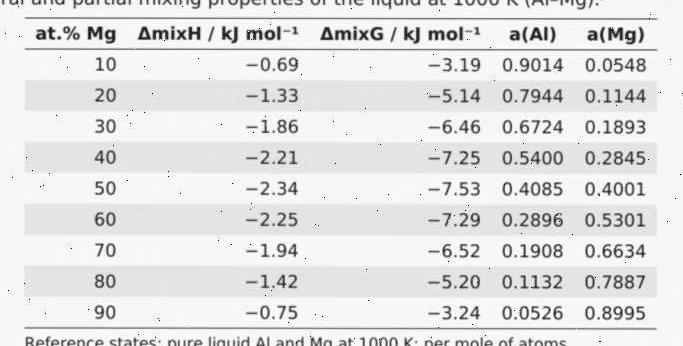 and partial mixing properties of the liquid at 1000 K (Al–Mg).
at.% Mg ΔmixH / kJ mol⁻¹ ΔmixG / kJ mol⁻¹ a(Al) a(Mg)
10 −0.69 −3.19 0.9014 0.0548
20 −1.33 −5.14 0.7944 0.1144
30 −1.86 −6.46 0.6724 0.1893
40 −2.21 −7.25 0.5400 0.2845
50 −2.34 −7.53 0.4085 0.4001
60 −2.25 −7.29 0.2896 0.5301
70 −1.94 −6.52 0.1908 0.6634
80 −1.42 −5.20 0.1132 0.7887
90 −0.75 −3.24 0.0526 0.8995
Reference states: pure liquid Al and Mg at 1000 K; per mole of atoms.